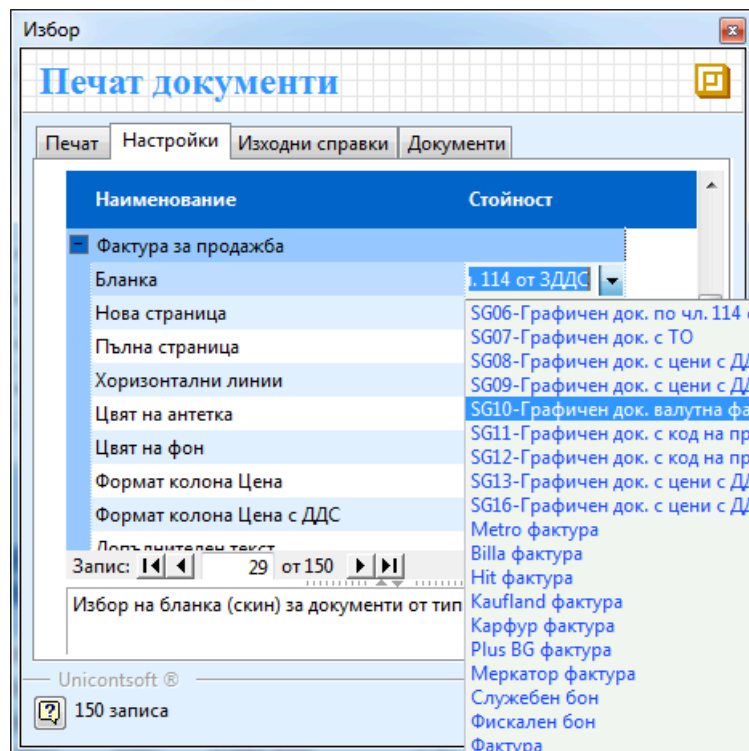 Избор
Печат документи
Печат Настройки Изходни справки Документи
Наименование Стойност
Фактура за продажба
Бланка . 114 от ЗДДС
Нова страница
Пълна страница
Хоризонтални линии
Цвят на антетка
Цвят на фон
Формат колона Цена
Формат колона Цена с ДДС
Допълнителен текст
SG06-Графичен док. по чл. 114
SG07-Графичен док. с ТО
SG08-Графичен док. с цени с
SG09-Графичен док. с цени с
SG10-Графичен док. валутна
SG11-Графичен док. с код на
SG12-Графичен док. с код на
SG13-Графичен док. с цени с
SG16-Графичен док. с цени с
Metro фактура
Billa фактура
Hit фактура
Kaufland фактура
Карфур фактура
Plus BG фактура
Меркатор фактура
Служебен бон
Фискален бон
Фактура
Запис: 29 от 150
Избор на бланка (скин) за документи от тип
Unicontsoft ®
150 записа